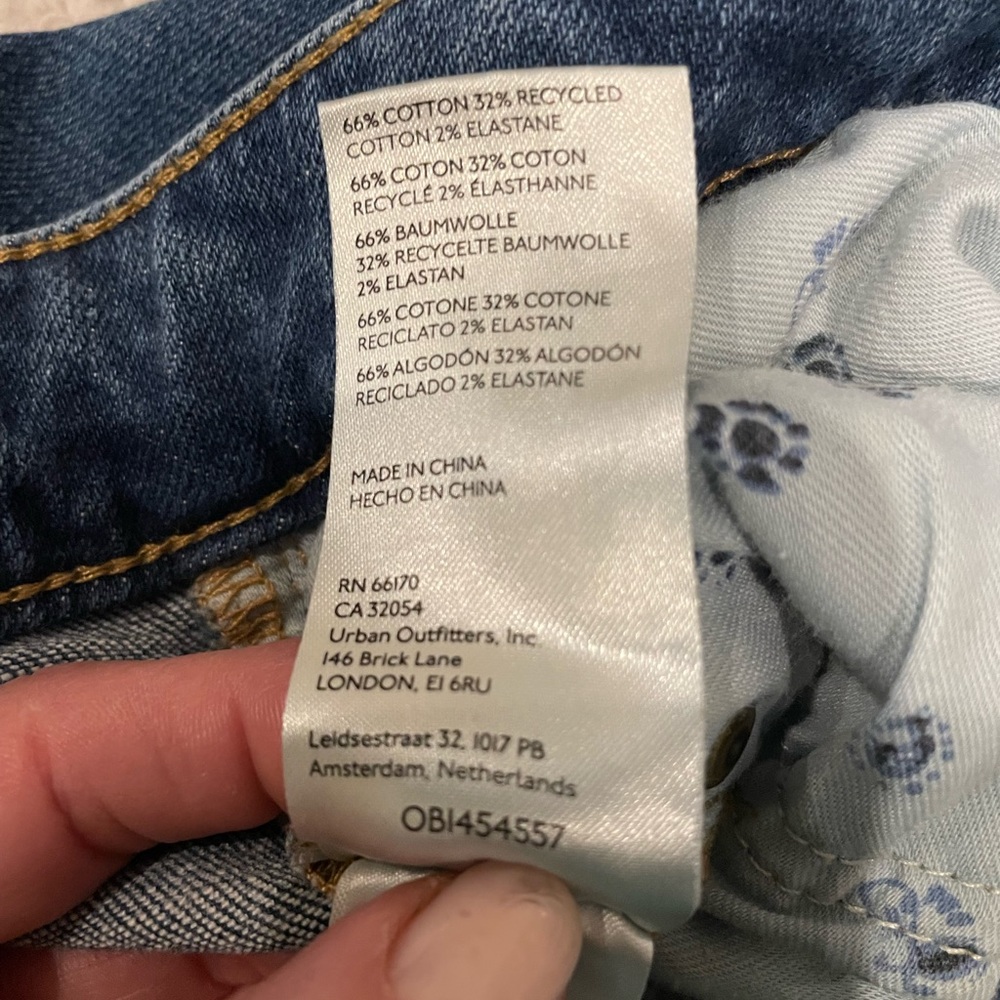 66% COTTON 32% RECYCLED
COTTON 2% ELASTANE
66% COTON 32% COTON
RECYCLÉ 2% ÉLASTHANNE
66% BAUMWOLLE
32% RECYCELTE BAUMWOLLE
2% ELASTAN
66% COTONE 32% COTONE
RECICLATO 2% ELASTAN
66% ALGODÓN 32% ALGODÓN
RECICLADO 2% ELASTANE
MADE IN CHINA
HECHO EN CHINA
RN 66170
CA 32054
Urban Outfitters, Inc.
146 Brick Lane
LONDON, E1 6RU
Leidsestraat 32, 1017 PB
Amsterdam, Netherlands
OB1454557